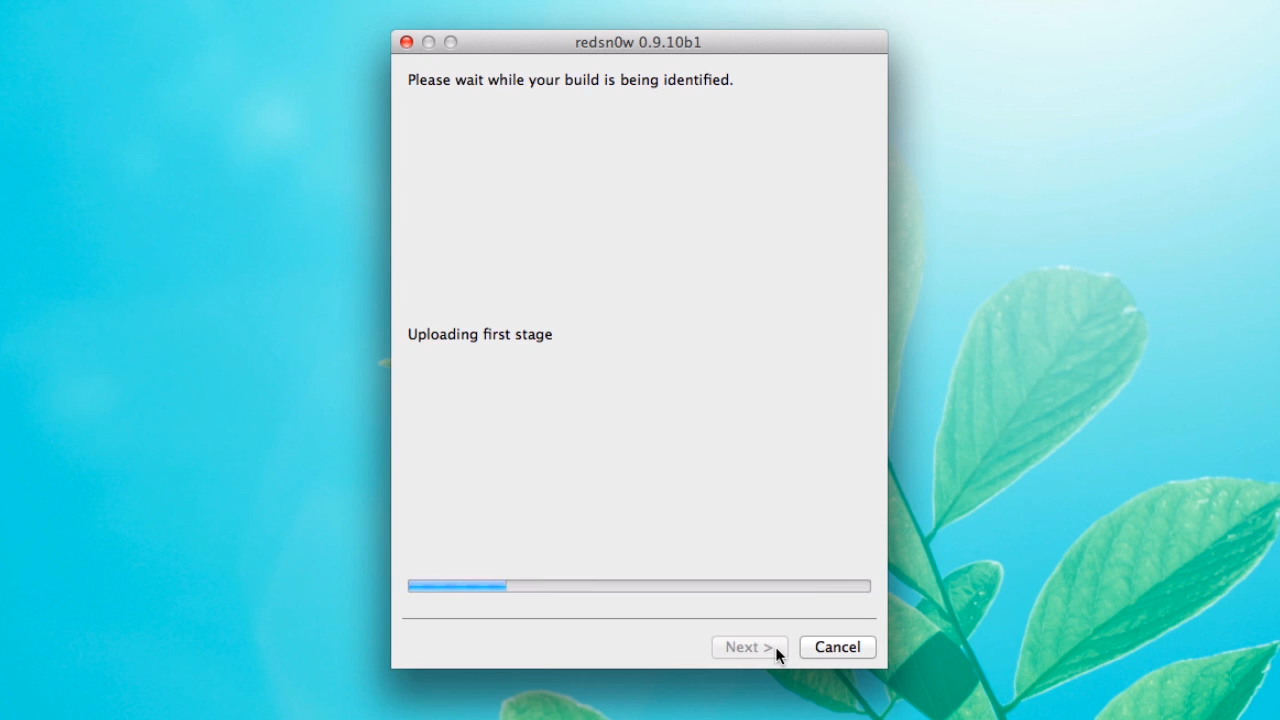 redsn0w 0.9.10b1
Please wait while your build is being identified.
Uploading first stage
Next >
Cancel